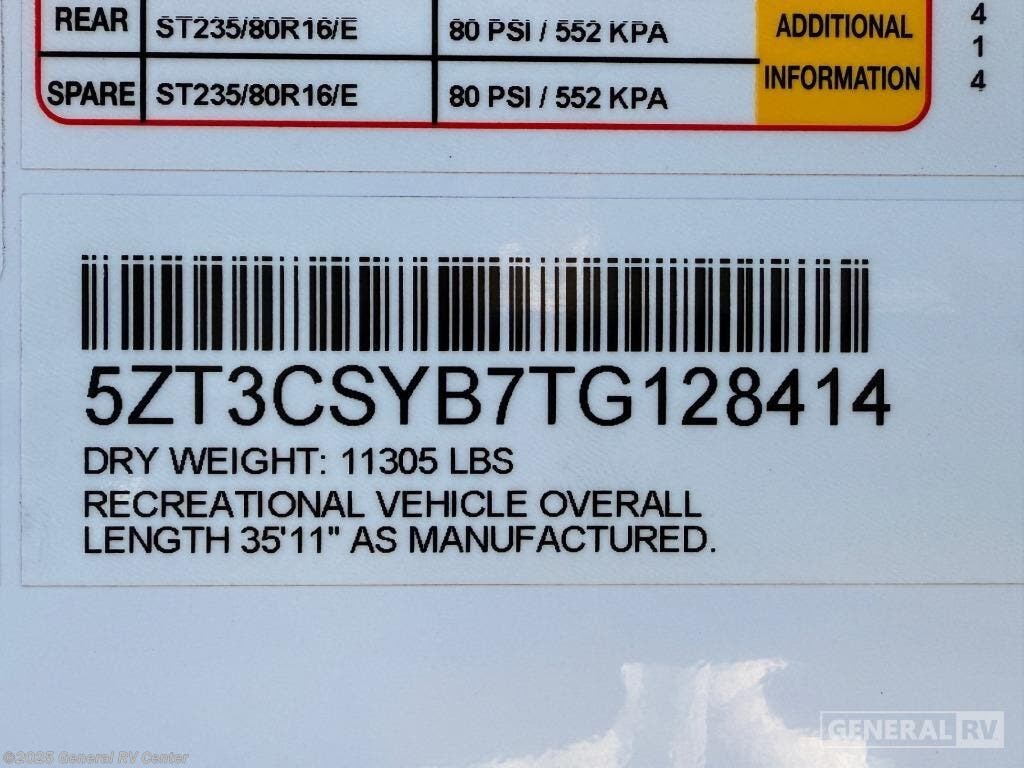 REAR ST235/80R16/E 80 PSI / 552 KPA ADDITIONAL
SPARE ST235/80R16/E 80 PSI / 552 KPA INFORMATION
4
1
4
5ZT3CSYB7TG128414
DRY WEIGHT: 11305 LBS
RECREATIONAL VEHICLE OVERALL
LENGTH 35'11" AS MANUFACTURED.
GENERAL RV
©2025 General RV Center